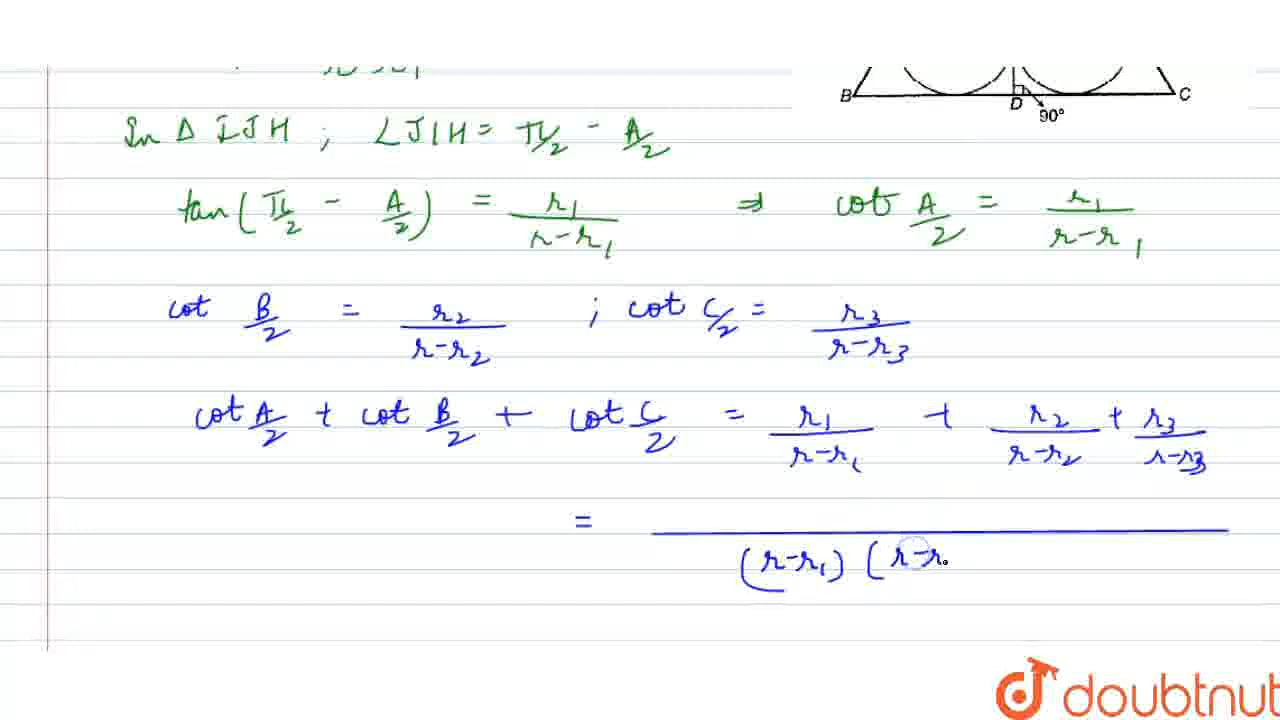 B D C
90°
In Δ IJH ; ∠JIH = π/2 - A/2
tan(π/2 - A/2) = r₁/(r-r₁) ⇒ cot A/2 = r₁/(r-r₁)
cot B/2 = r₂/(r-r₂) ; cot C/2 = r₃/(r-r₃)
cot A/2 + cot B/2 + cot C/2 = r₁/(r-r₁) + r₂/(r-r₂) + r₃/(r-r₃)
=
(r-r₁) (r-r
doubtnut